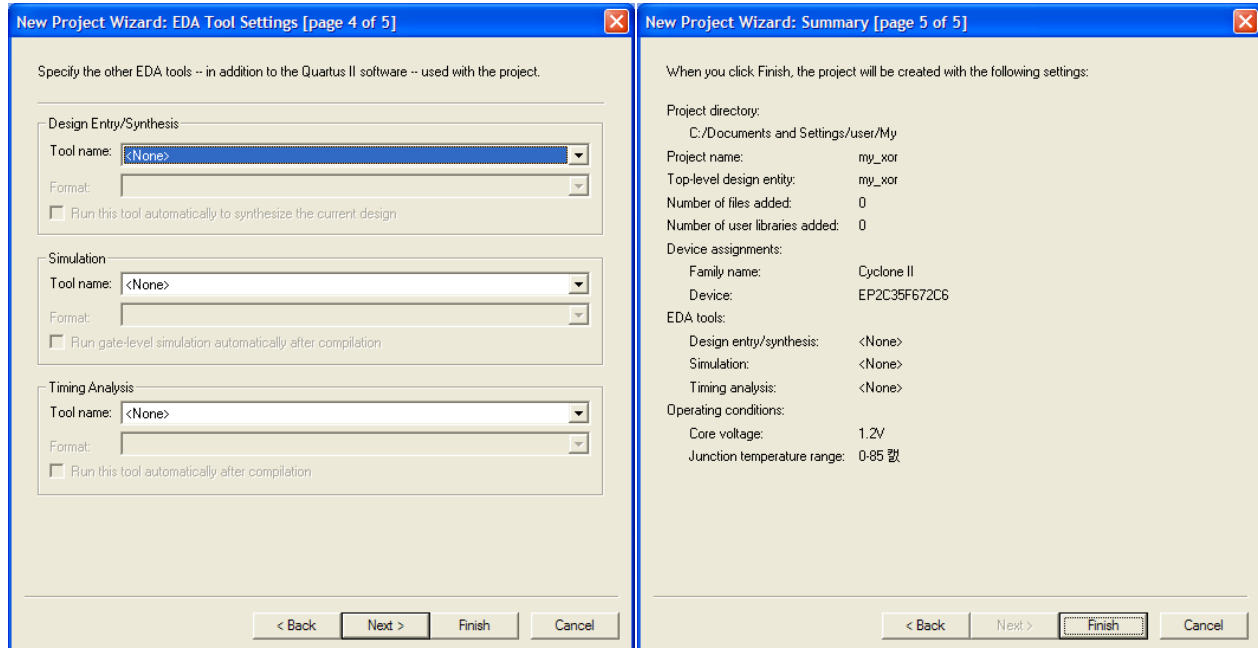 New Project Wizard: EDA Tool Settings [page 4 of 5]
Specify the other EDA tools -- in addition to the Quartus II software -- used with the project.
Design Entry/Synthesis
Tool name: <None>
Format:
Run this tool automatically to synthesize the current design
Simulation
Tool name: <None>
Format:
Run gate-level simulation automatically after compilation
Timing Analysis
Tool name: <None>
Format:
Run this tool automatically after compilation
< Back Next > Finish Cancel
New Project Wizard: Summary [page 5 of 5]
When you click Finish, the project will be created with the following settings:
Project directory:
C:/Documents and Settings/user/My
Project name: my_xor
Top-level design entity: my_xor
Number of files added: 0
Number of user libraries added: 0
Device assignments:
Family name: Cyclone II
Device: EP2C35F672C6
EDA tools:
Design entry/synthesis: <None>
Simulation: <None>
Timing analysis: <None>
Operating conditions:
Core voltage: 1.2V
Junction temperature range: 0-85
< Back Next > Finish Cancel